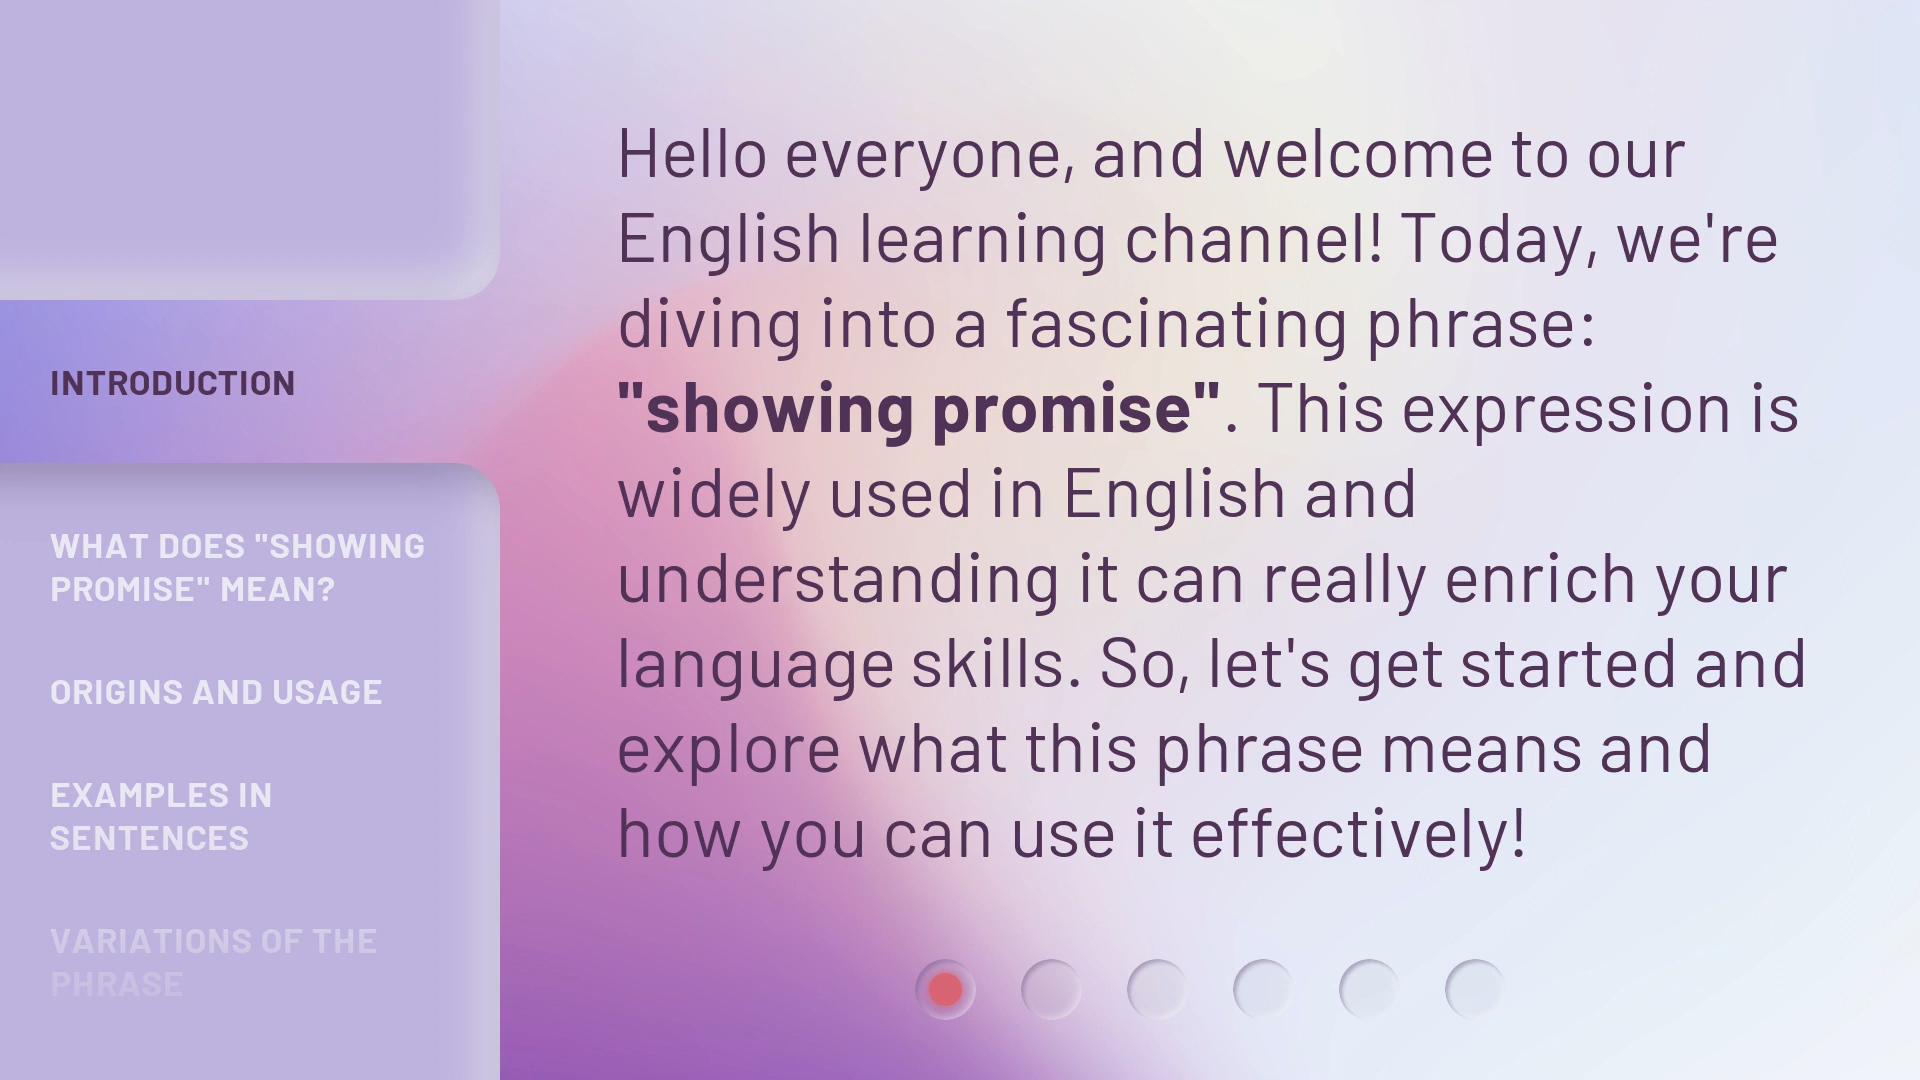 INTRODUCTION
WHAT DOES "SHOWING
PROMISE" MEAN?
ORIGINS AND USAGE
EXAMPLES IN
SENTENCES
VARIATIONS OF THE
PHRASE
Hello everyone, and welcome to our
English learning channel! Today, we're
diving into a fascinating phrase:
"showing promise". This expression is
widely used in English and
understanding it can really enrich your
language skills. So, let's get started and
explore what this phrase means and
how you can use it effectively!